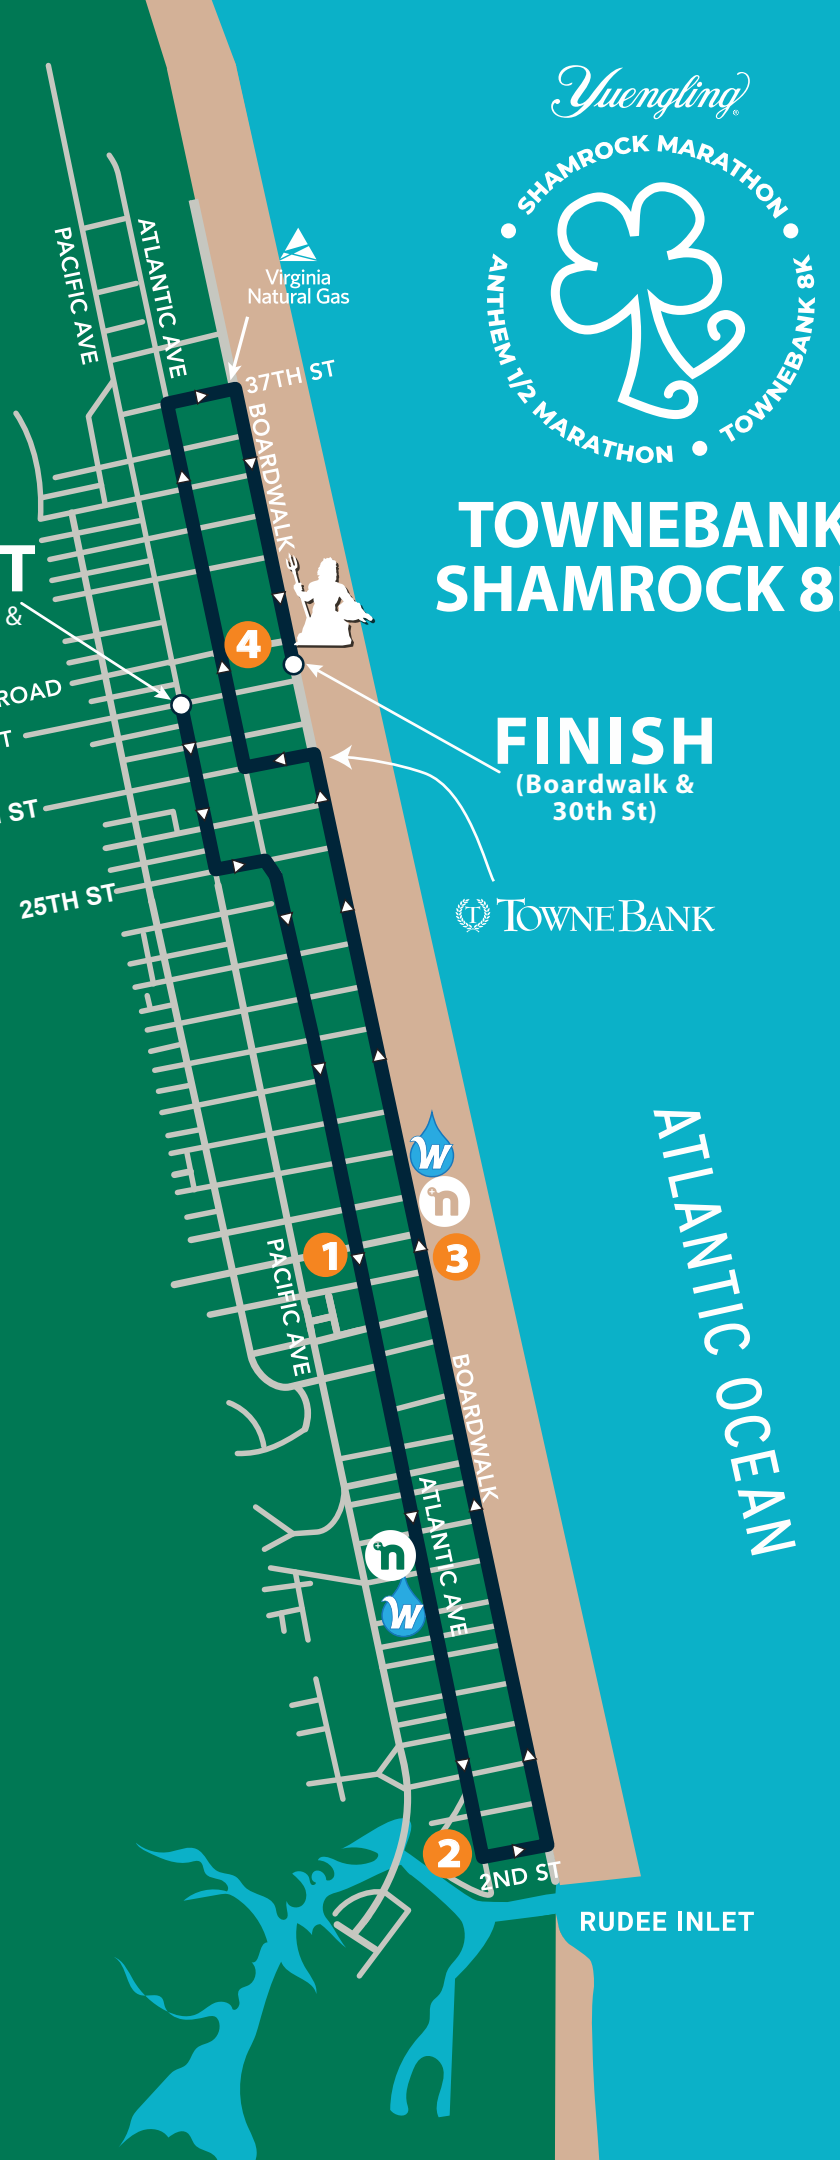 Yuengling
SHAMROCK MARATHON
TOWNEBANK 8K
ANTHEM 1/2 MARATHON
TOWNEBANK
SHAMROCK 8
PACIFIC AVE
ATLANTIC AVE
Virginia
Natural Gas
37TH ST
BOARDWALK
T
&
4
ROAD
T
FINISH
(Boardwalk &
30th St)
ST
25TH ST
TOWNEBANK
ATLANTIC OCEAN
W
n
1
3
PACIFIC AVE
BOARDWALK
ATLANTIC AVE
n
W
2
2ND ST
RUDEE INLET